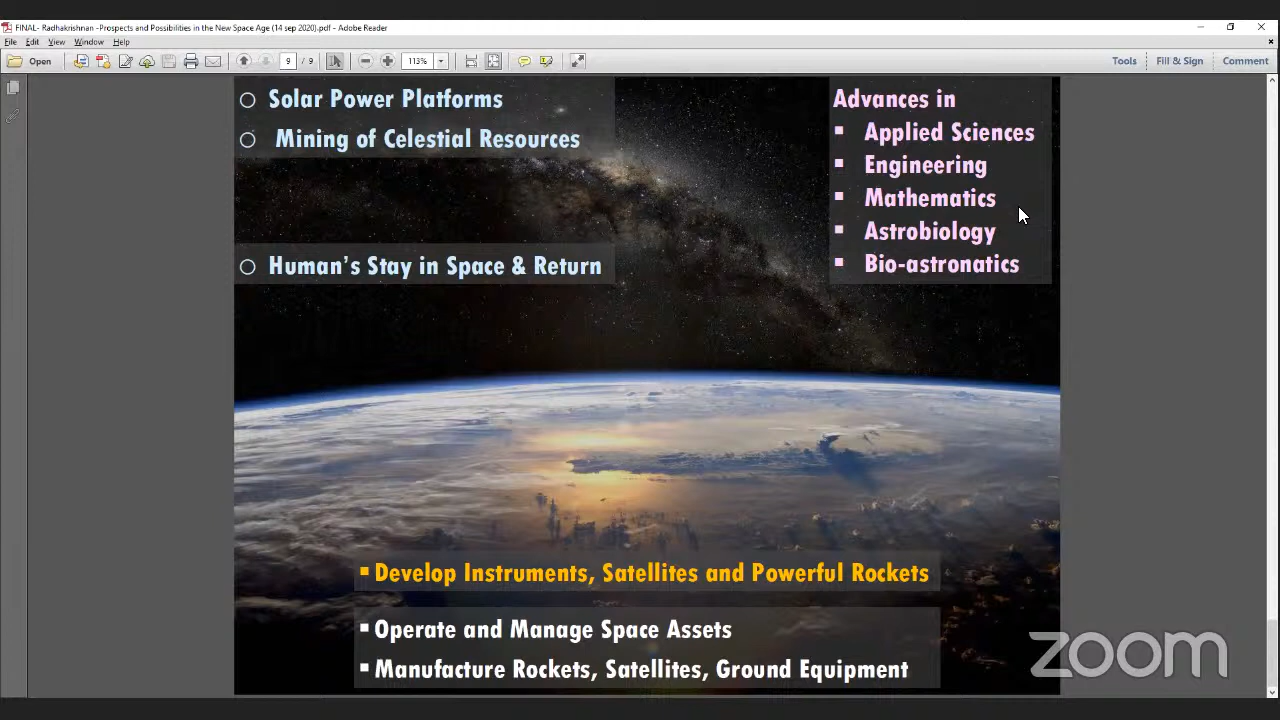 FINAL- Radhakrishnan -Prospects and Possibilities in the New Space Age (14 sep 2020).pdf - Adobe Reader
File Edit View Window Help
Open 9 / 9 113% Tools Fill & Sign Comment
Solar Power Platforms
Mining of Celestial Resources
Human's Stay in Space & Return
Advances in
Applied Sciences
Engineering
Mathematics
Astrobiology
Bio-astronatics
Develop Instruments, Satellites and Powerful Rockets
Operate and Manage Space Assets
Manufacture Rockets, Satellites, Ground Equipment
zoom